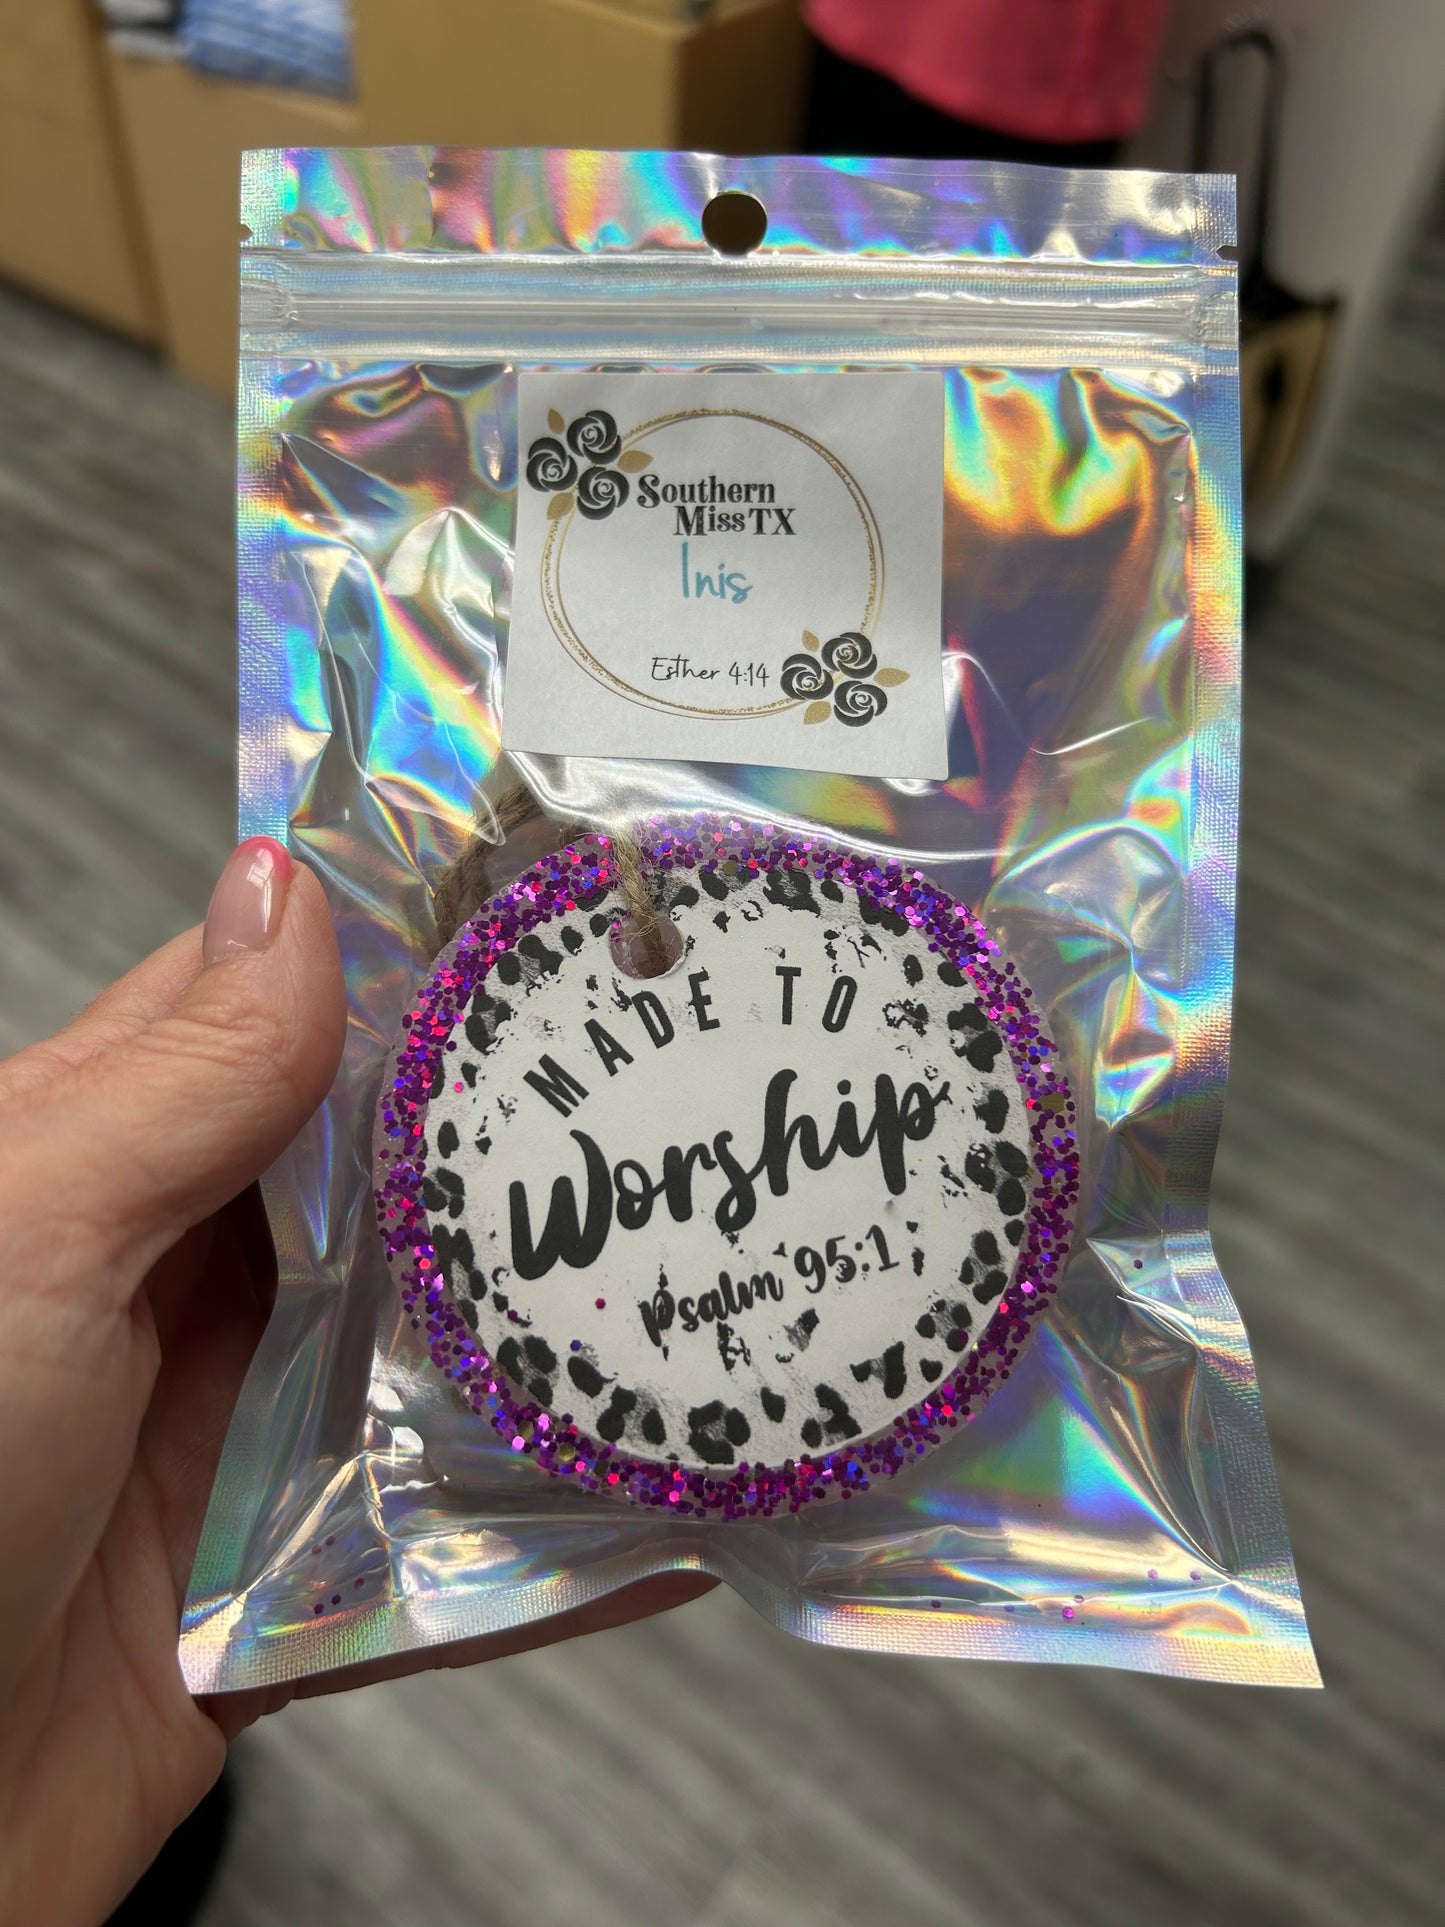 Southern
Miss TX
Inis
Esther 4:14
MADE TO
Worship
Psalm 95:1